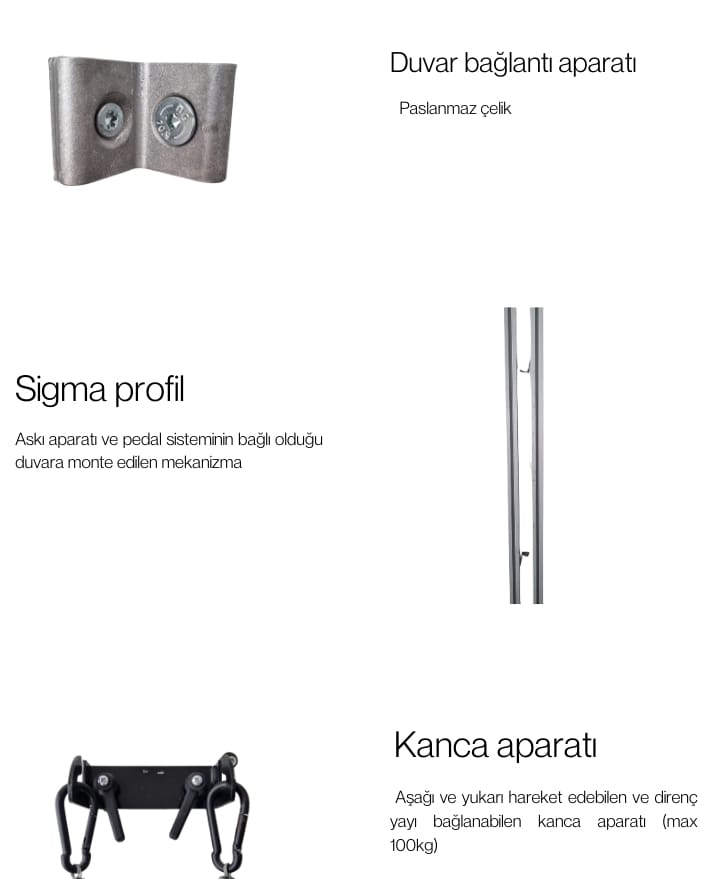 Duvar bağlantı aparatı
Paslanmaz çelik
Sigma profil
Askı aparatı ve pedal sisteminin bağlı olduğu
duvara monte edilen mekanizma
Kanca aparatı
Aşağı ve yukarı hareket edebilen ve direnç
yayı bağlanabilen kanca aparatı (max
100kg)